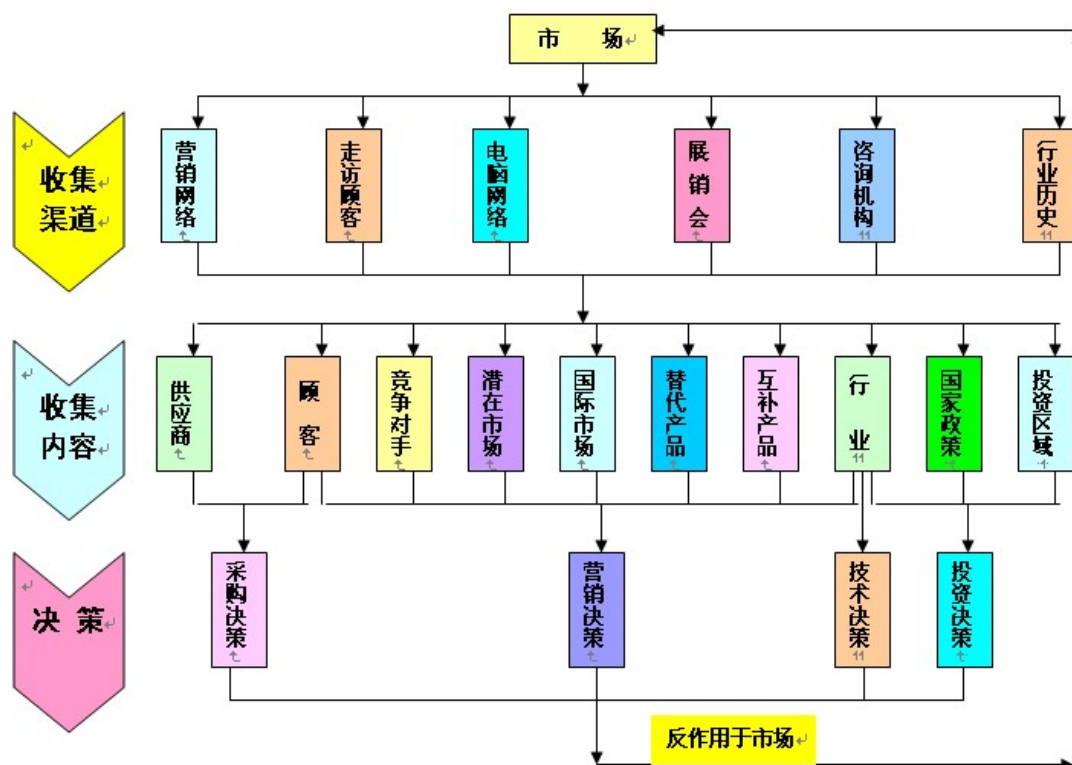 市 场
收集
渠道
营销网络
走访顾客
电脑网络
展销会
咨询机构
行业历史
收集
内容
供应商
顾客
竞争对手
潜在市场
国际市场
替代产品
互补产品
行业
国家政策
投资区域
决 策
采购决策
营销决策
技术决策
投资决策
反作用于市场